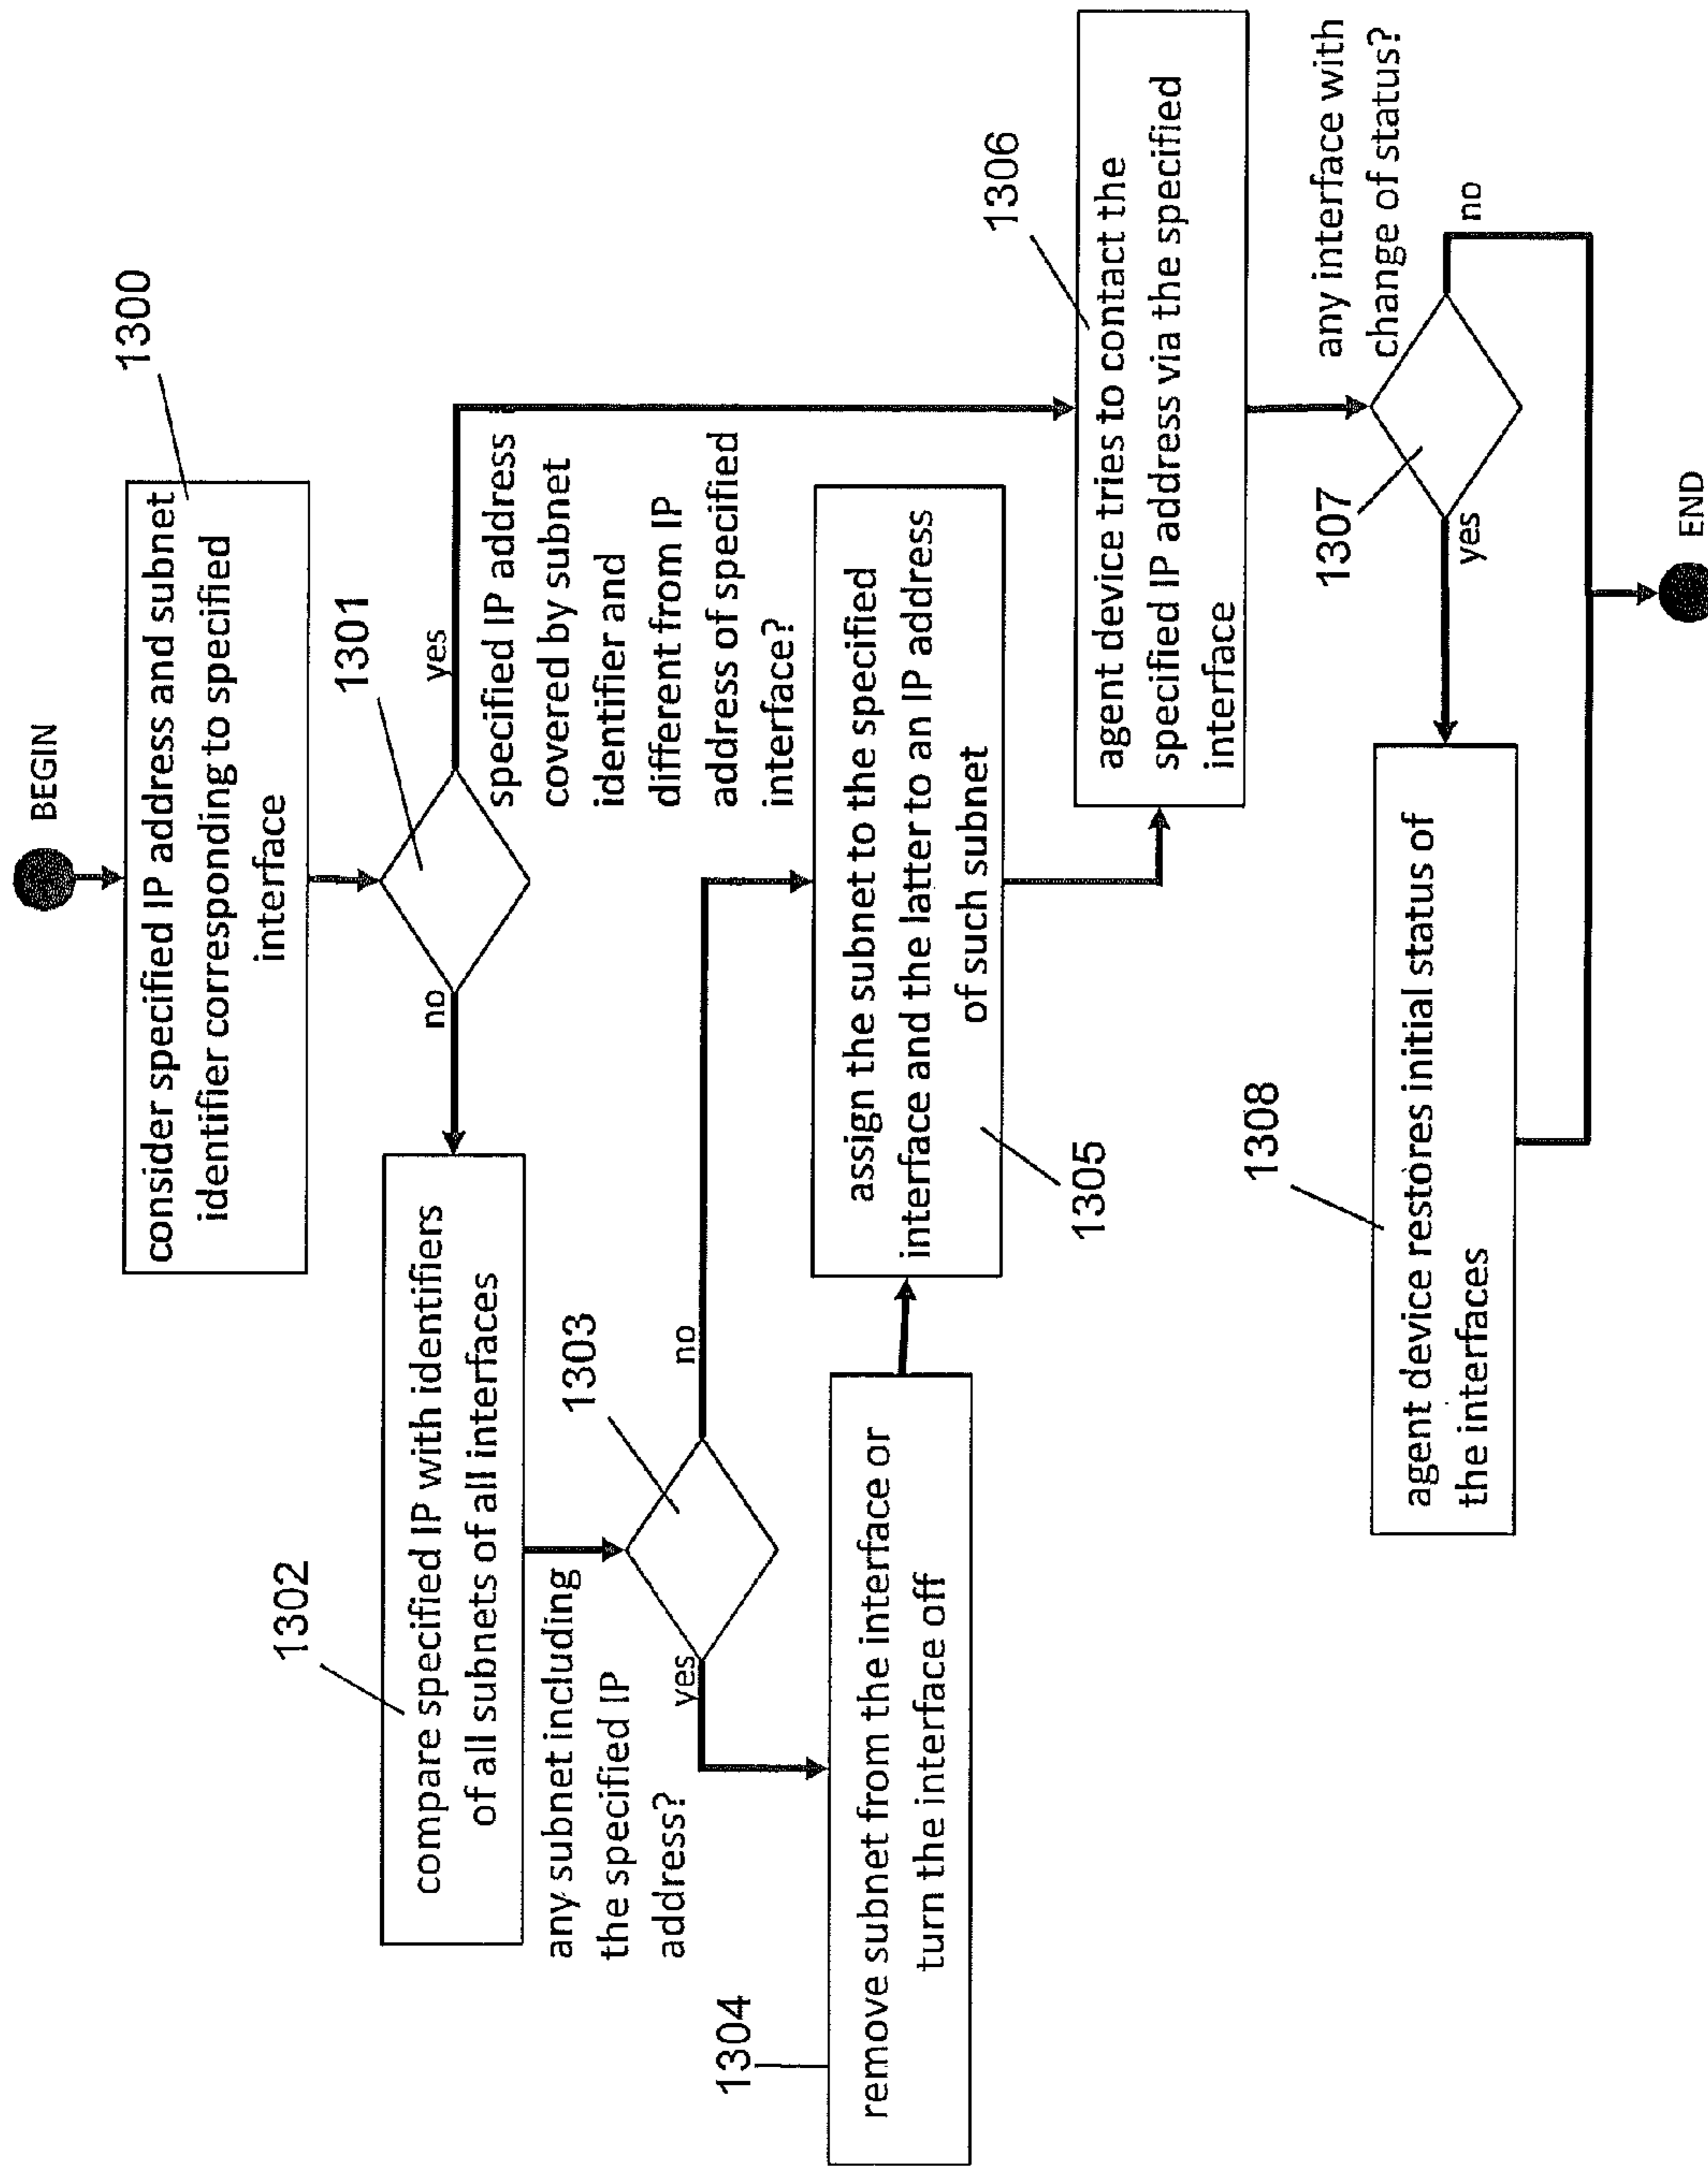 BEGIN
1300
consider specified IP address and subnet
identifier corresponding to specified
interface
1301
yes
no
specified IP address
covered by subnet
identifier and
different from IP
address of specified
interface?
1302
compare specified IP with identifiers
of all subnets of all interfaces
any subnet including
the specified IP
address?
1303
yes
no
1304
remove subnet from the interface or
turn the interface off
assign the subnet to the specified
interface and the latter to an IP address
of such subnet
1305
1306
agent device tries to contact the
specified IP address via the specified
interface
any interface with
change of status?
1307
yes
no
1308
agent device restores initial status of
the interfaces
END